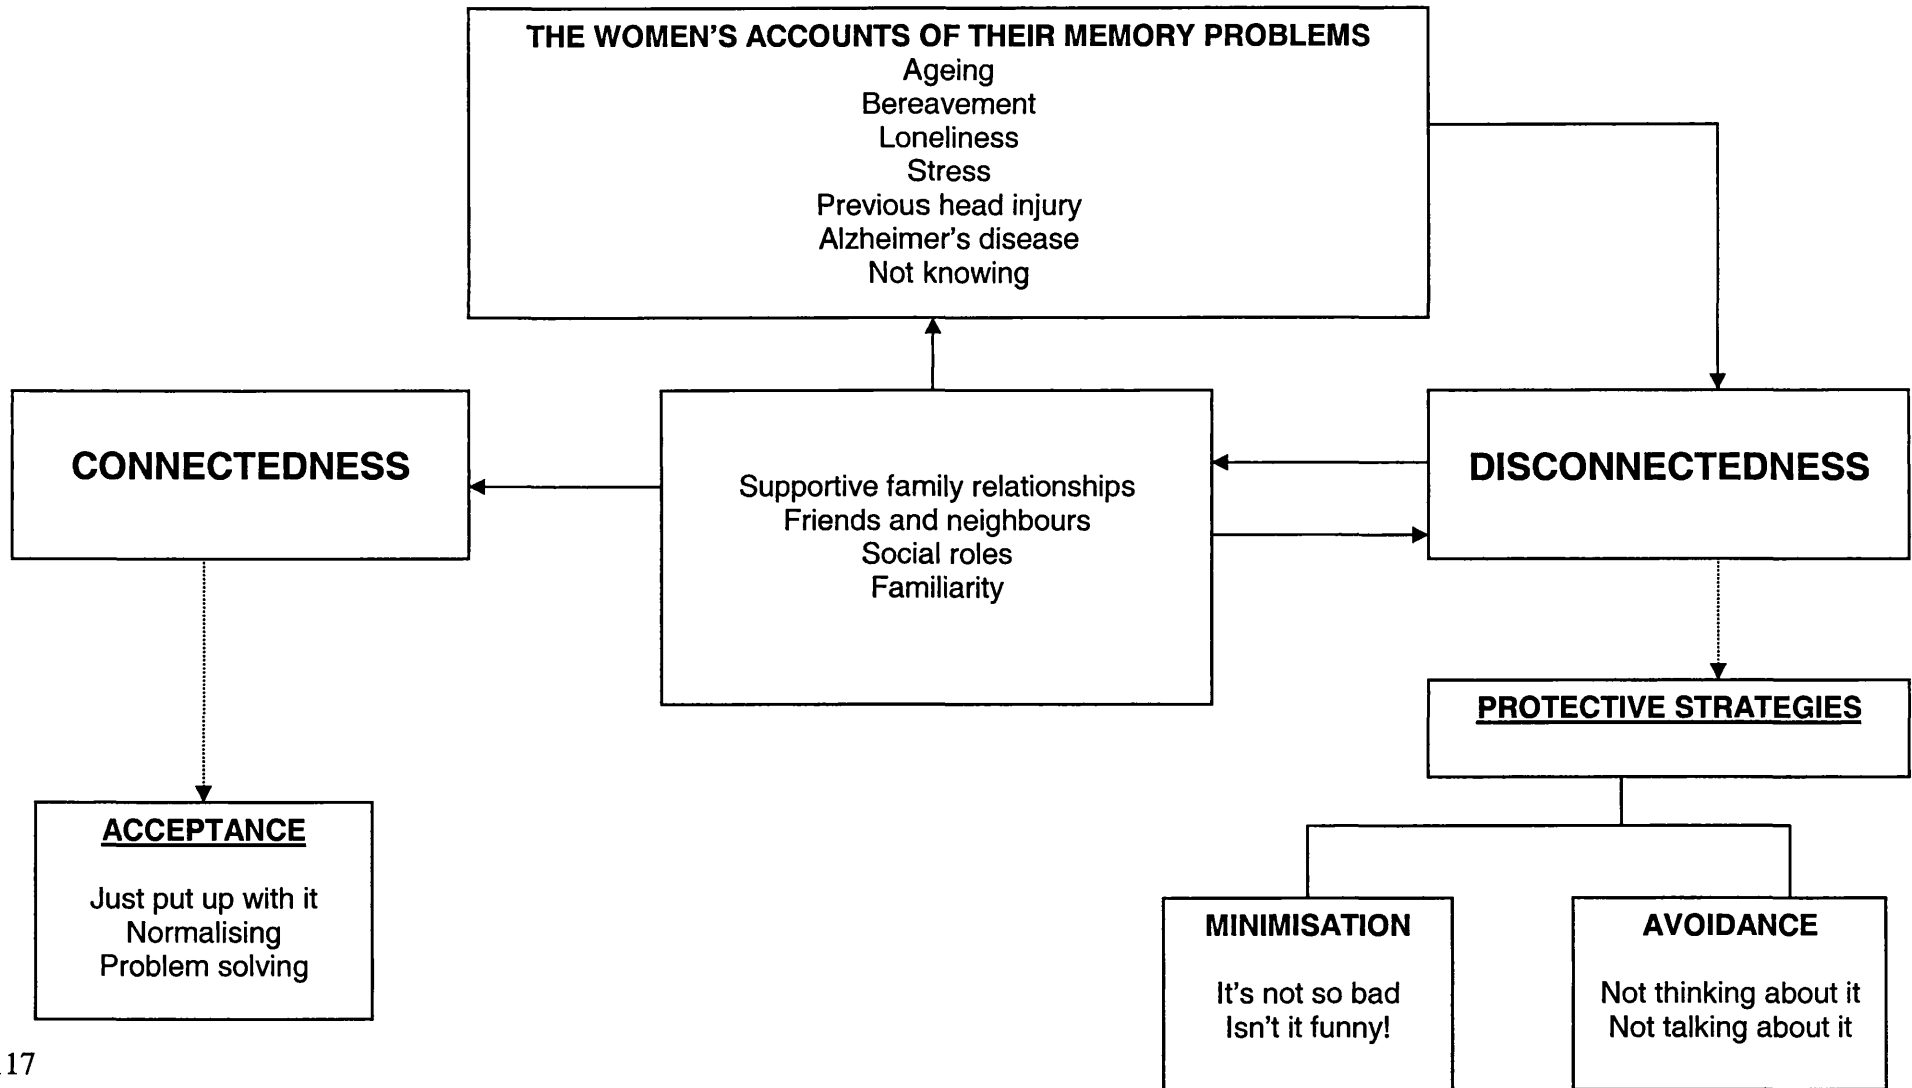 THE WOMEN'S ACCOUNTS OF THEIR MEMORY PROBLEMS
Ageing
Bereavement
Loneliness
Stress
Previous head injury
Alzheimer's disease
Not knowing
CONNECTEDNESS
Supportive family relationships
Friends and neighbours
Social roles
Familiarity
DISCONNECTEDNESS
PROTECTIVE STRATEGIES
ACCEPTANCE
Just put up with it
Normalising
Problem solving
MINIMISATION
It's not so bad
Isn't it funny!
AVOIDANCE
Not thinking about it
Not talking about it
17